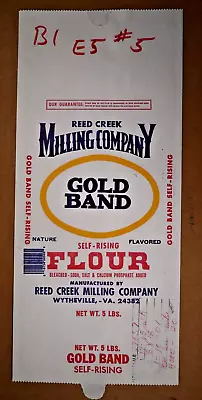 B1 E5 #5
OUR GUARANTEE:
REED CREEK
MILLING COMPANY
GOLD BAND SELF-RISING
GOLD BAND SELF-RISING
GOLD
BAND
NATURE FLAVORED
SELF-RISING
FLOUR
BLEACHED - SODA, SALT & CALCIUM PHOSPHATE ADDED
MANUFACTURED BY
REED CREEK MILLING COMPANY
WYTHEVILLE, - VA. 24382
NET WT. 5 LBS.
NET WT. 5 LBS.
GOLD BAND
SELF-RISING